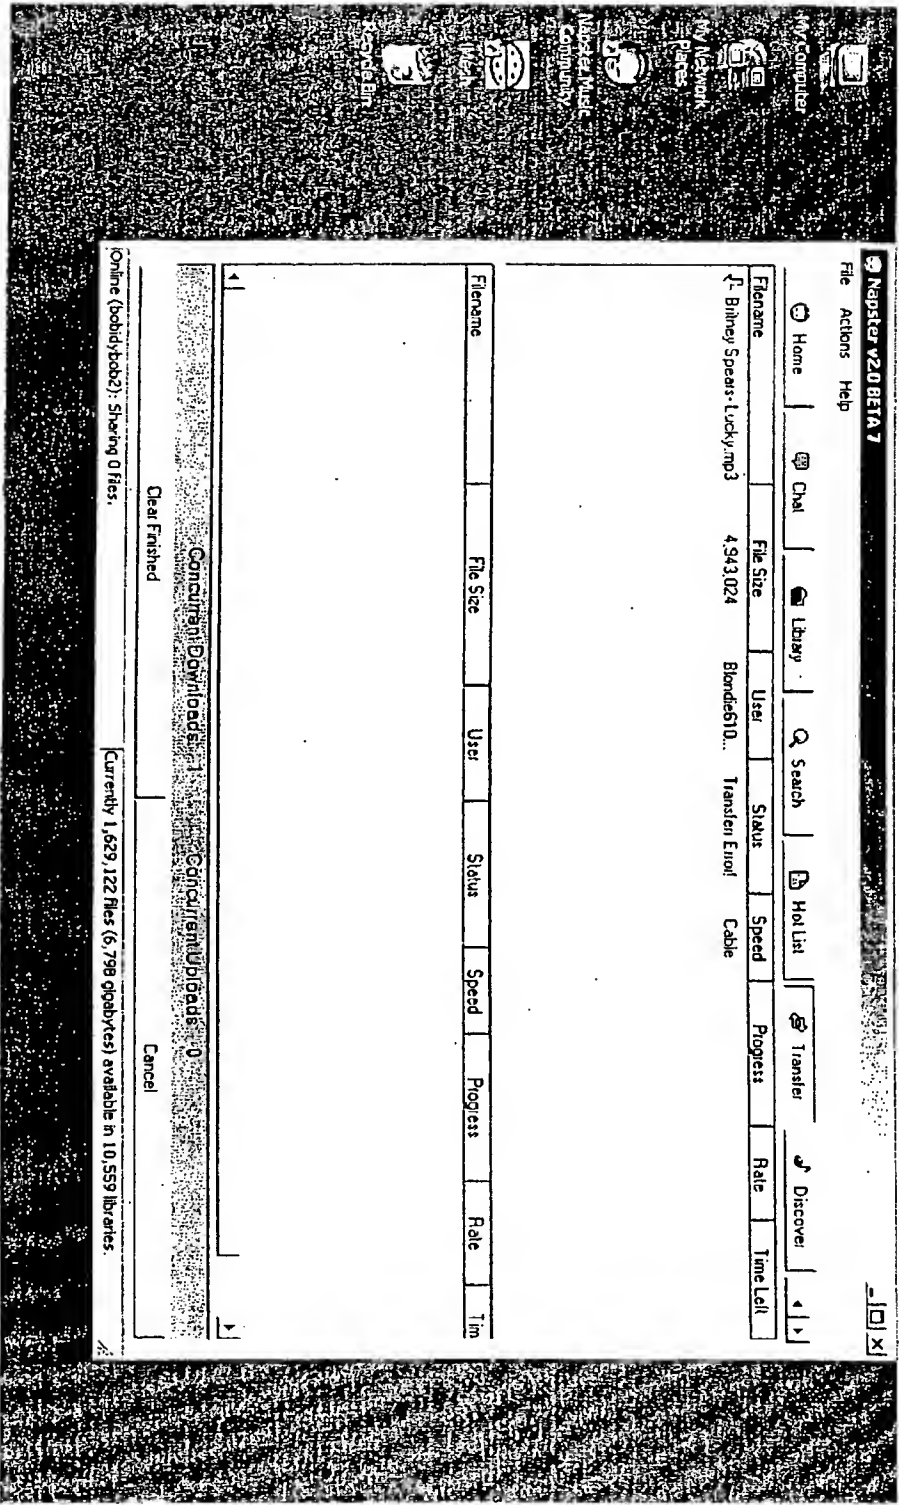 My Computer
My Network
Places
Napster Music
Community
Recycle Bin
Napster v2.0 BETA 7
File Actions Help
Home Chat Library Search Hot List Transfer Discover
Filename File Size User Status Speed Progress Rate Time Left
Britney Spears - Lucky.mp3 4,943,024 Blondie610... Transfer Error! Cable
Filename File Size User Status Speed Progress Rate Tim
Concurrent Downloads: 1 Concurrent Uploads: 0
Clear Finished Cancel
Online (bobidybob2): Sharing 0 Files.
Currently 1,629,122 files (6,798 gigabytes) available in 10,559 libraries.